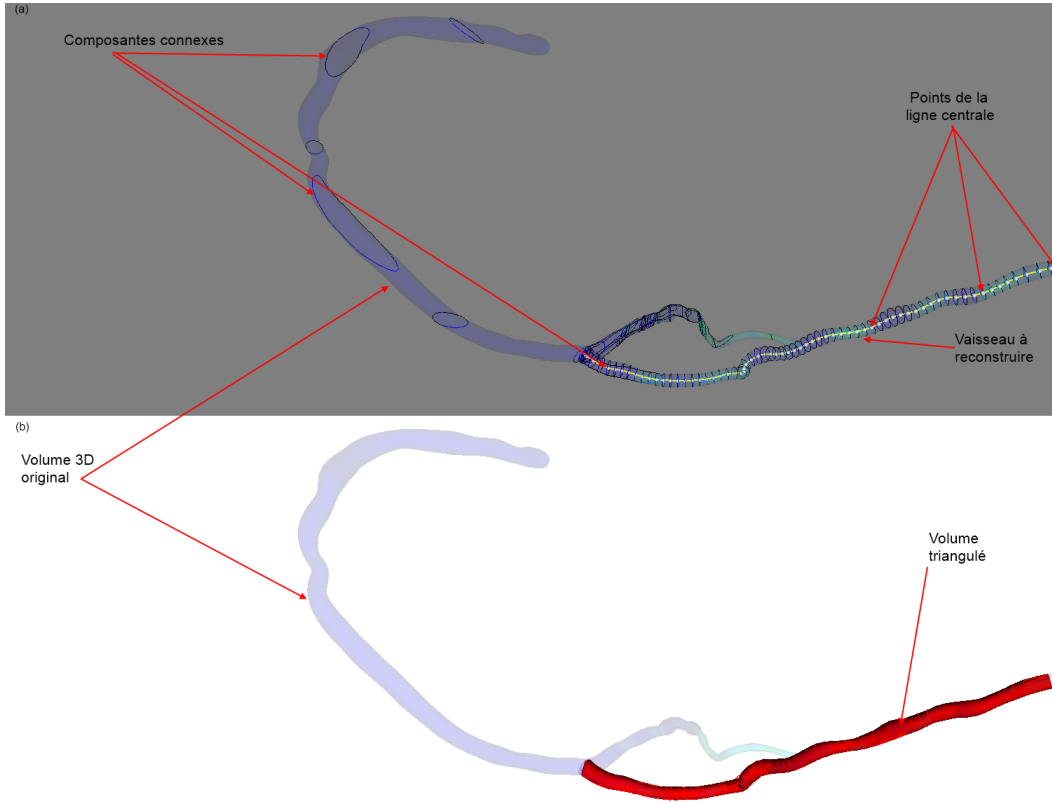 (a)
Composantes connexes
Points de la
ligne centrale
Vaisseau à
reconstruire
(b)
Volume 3D
original
Volume
triangulé